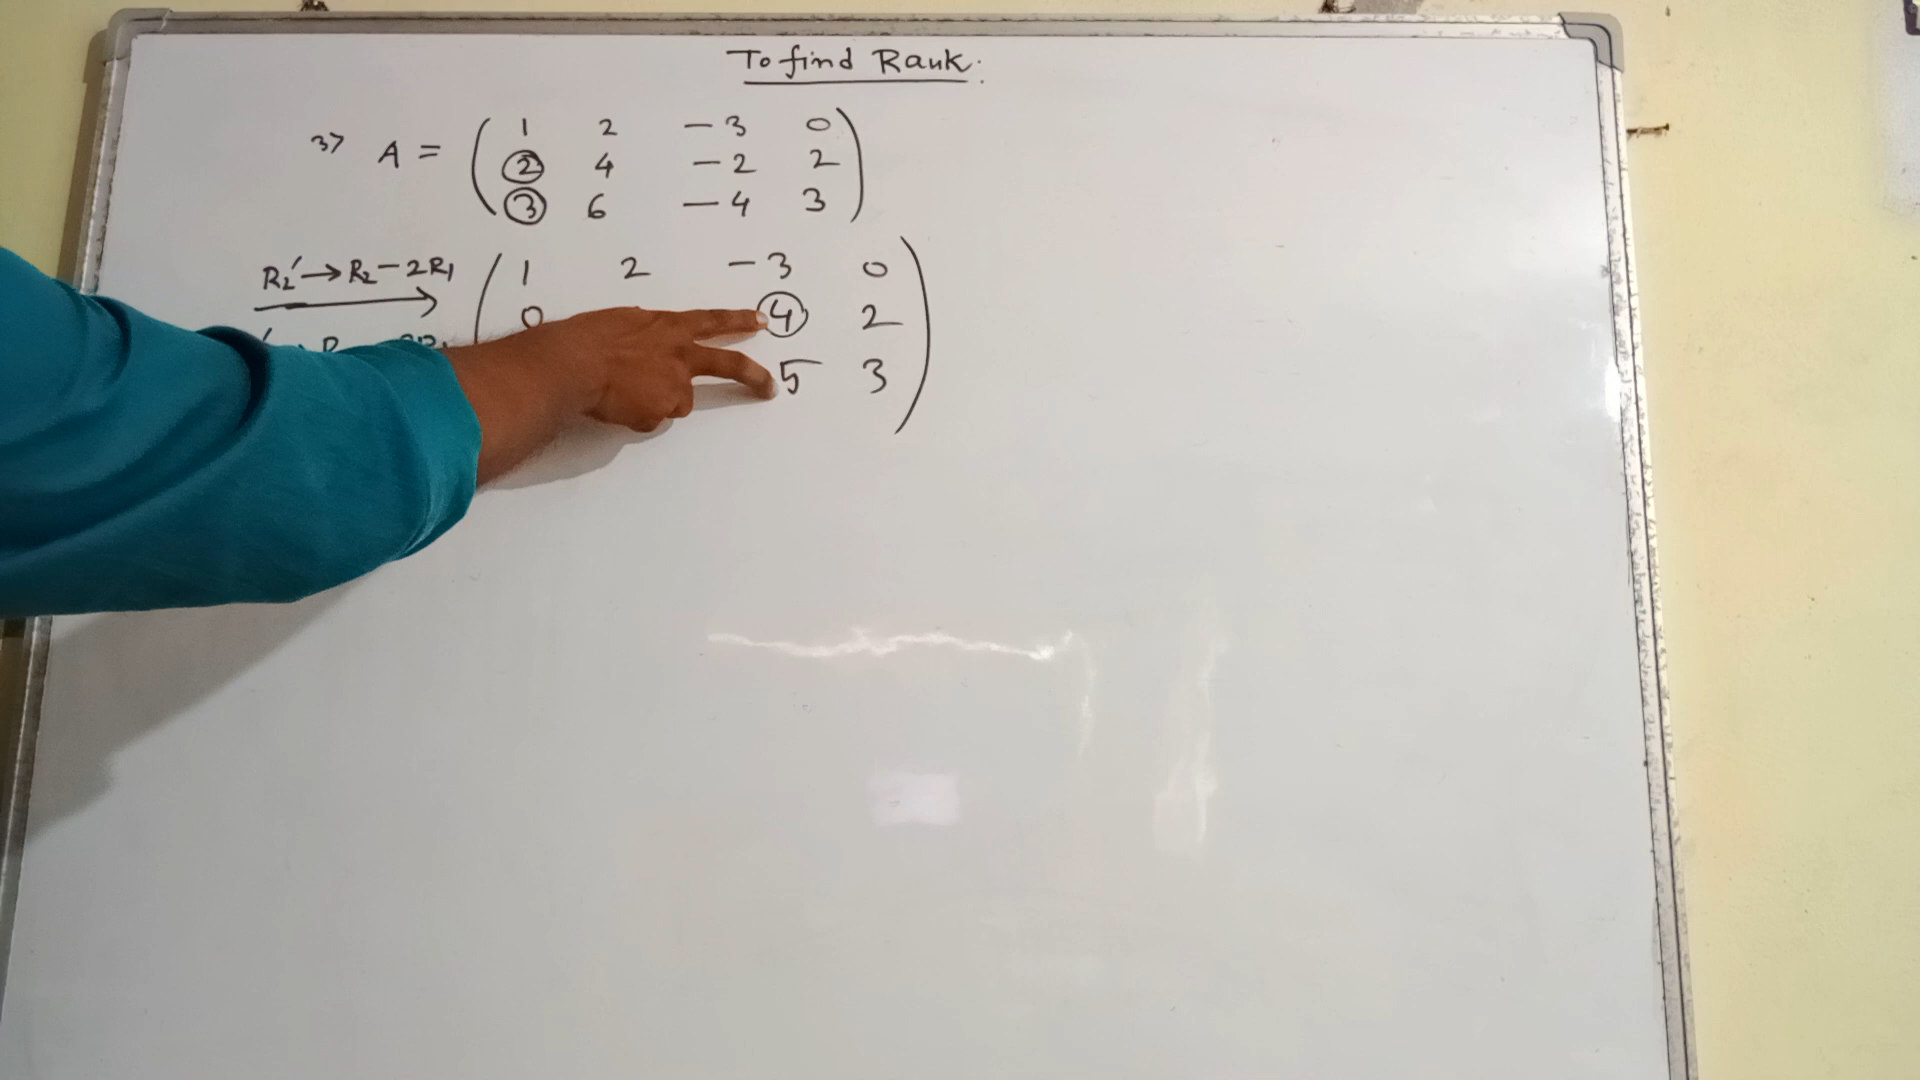 To find Rank.
3> A = ( 1 2 -3 0
② 4 -2 2
③ 6 -4 3 )
R₂′ → R₂ - 2R₁ ( 1 2 -3 0
0 ④ 2
5 3 )